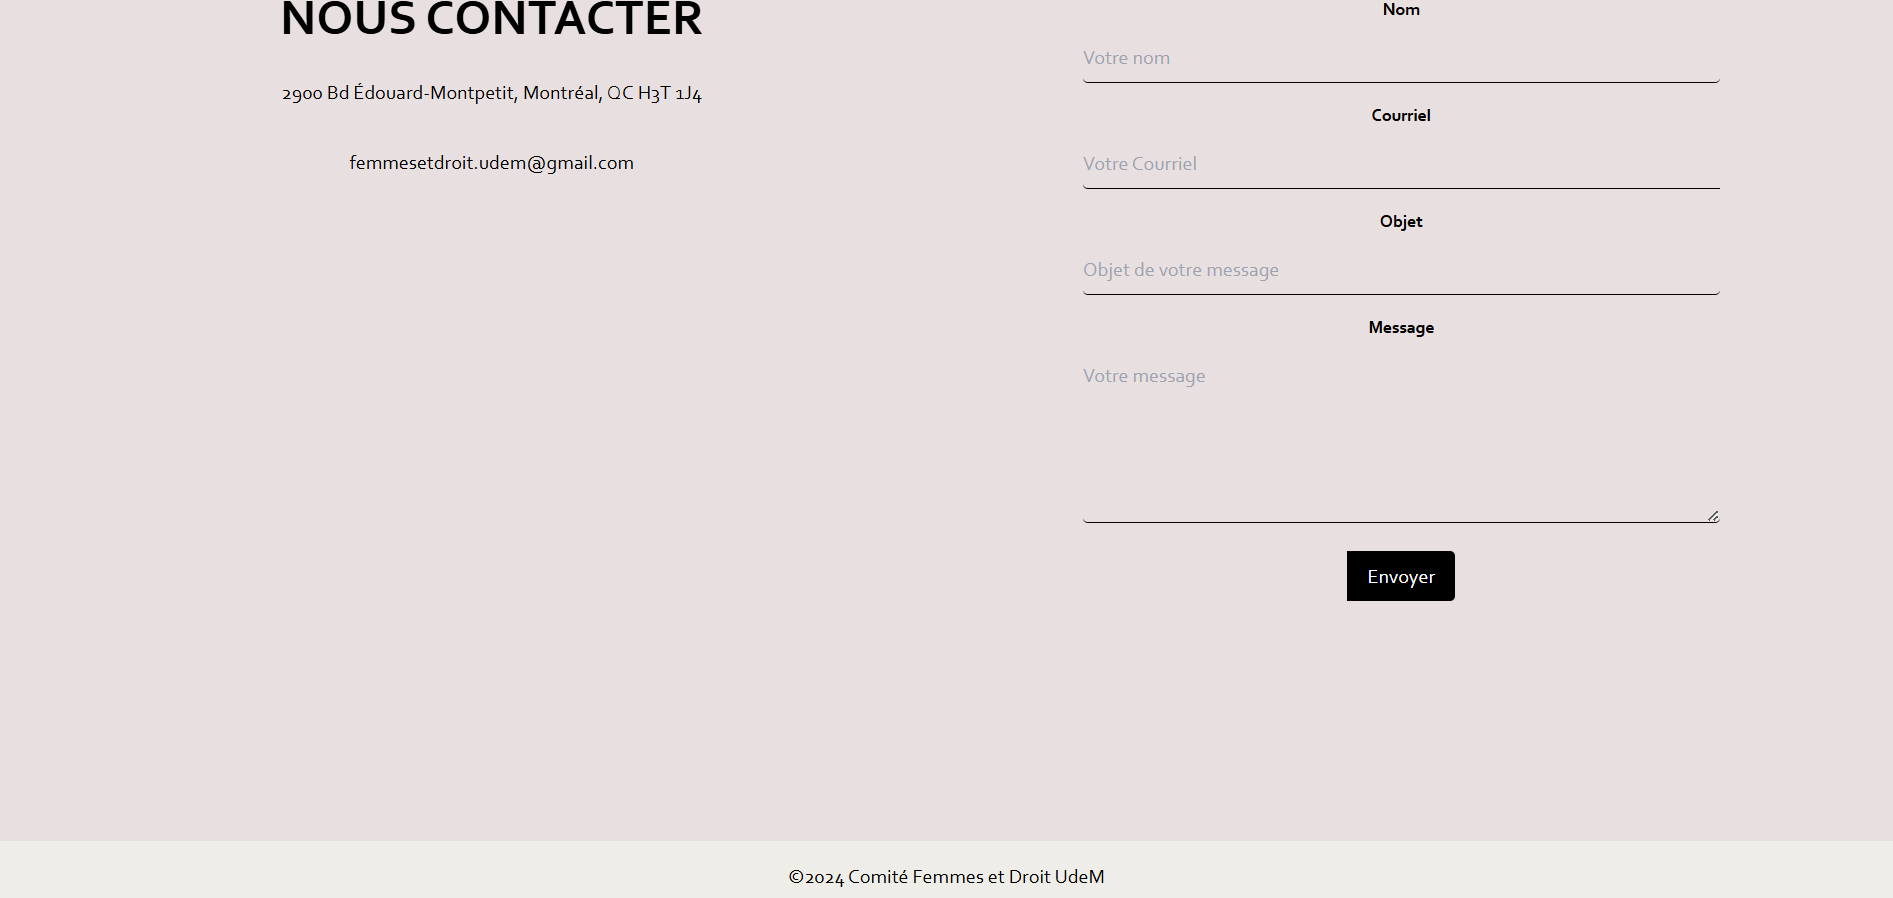 NOUS CONTACTER
2900 Bd Édouard-Montpetit, Montréal, QC H3T 1J4
femmesetdroit.udem@gmail.com
Nom
Votre nom
Courriel
Votre Courriel
Objet
Objet de votre message
Message
Votre message
Envoyer
©2024 Comité Femmes et Droit UdeM